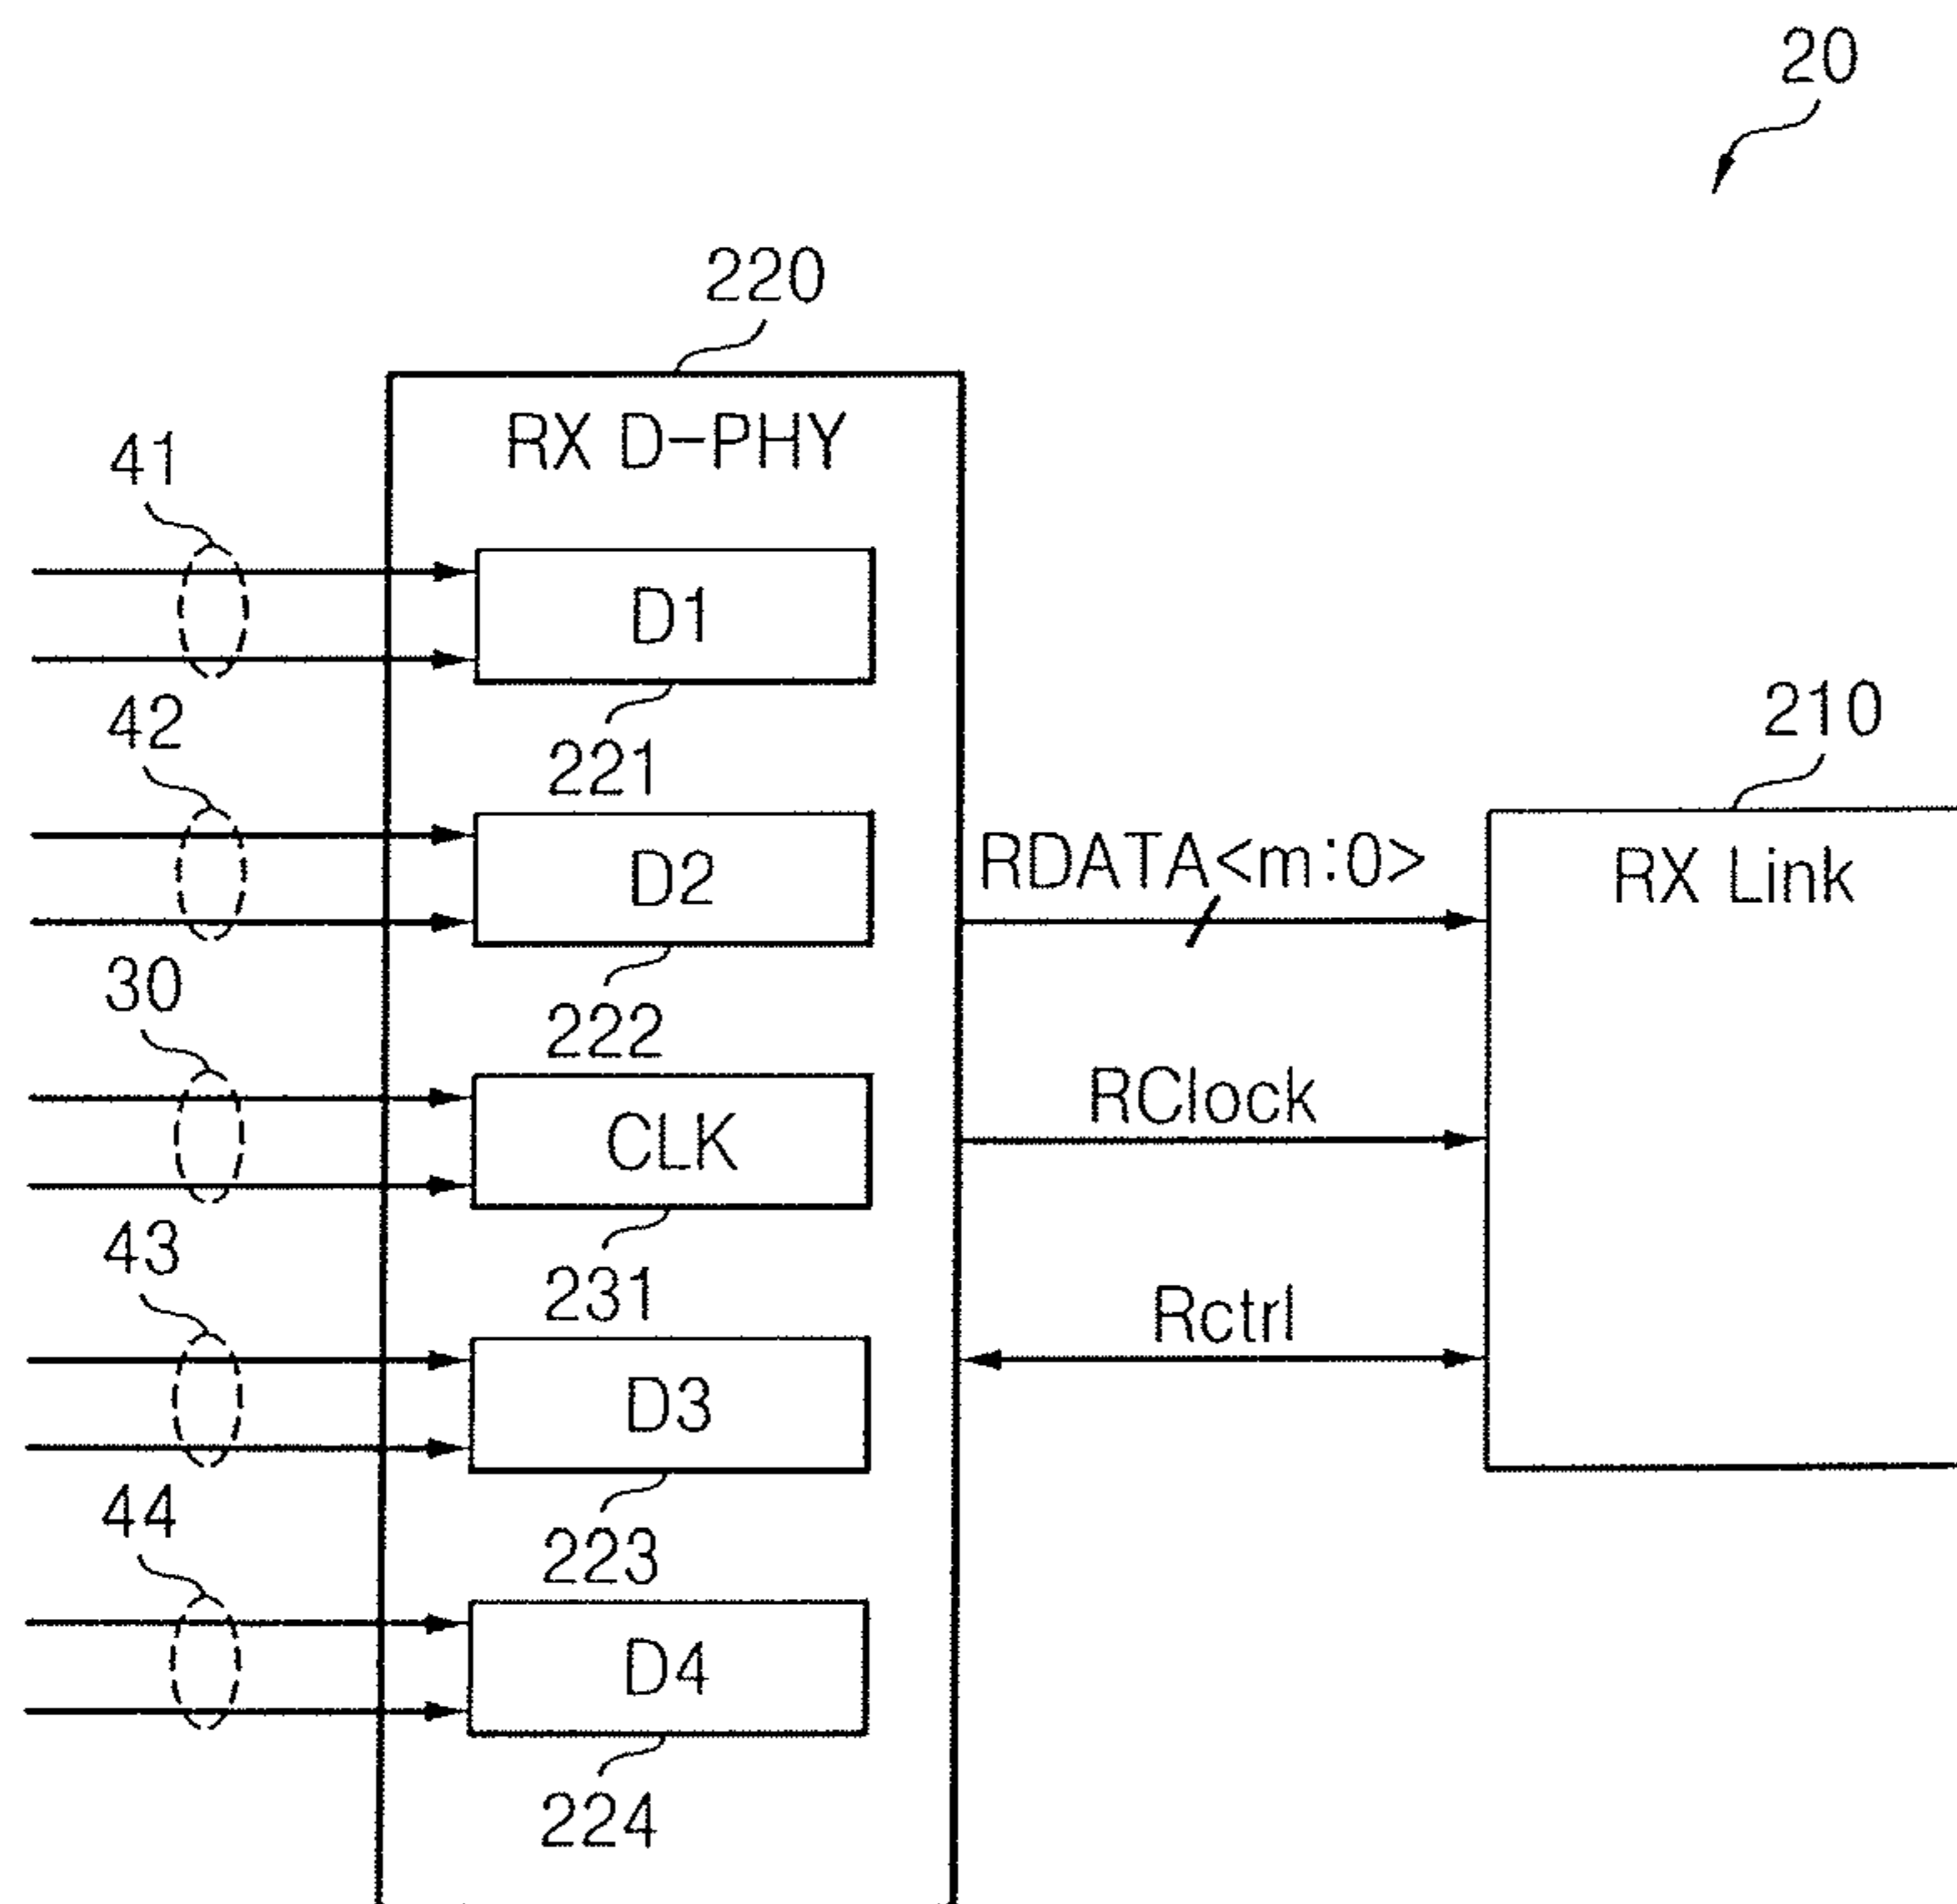 20
220
RX D-PHY
41
D1
221
42
D2
222
30
CLK
231
43
D3
223
44
D4
224
RDATA<m:0>
RClock
Rctrl
210
RX Link